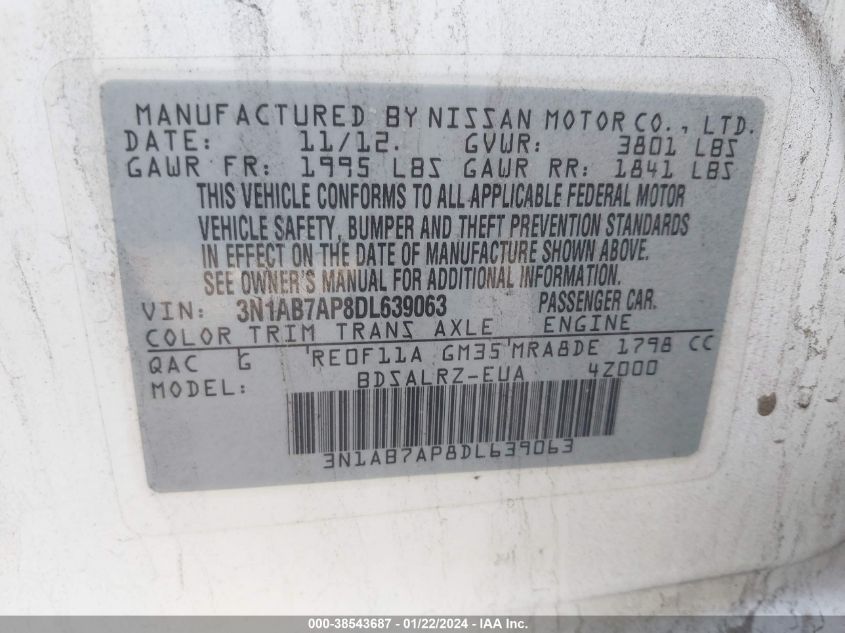 MANUFACTURED BY NISSAN MOTOR CO., LTD.
DATE: 11/12. GVWR: 3801 LBS
GAWR FR: 1995 LBS GAWR RR: 1841 LBS
THIS VEHICLE CONFORMS TO ALL APPLICABLE FEDERAL MOTOR
VEHICLE SAFETY, BUMPER AND THEFT PREVENTION STANDARDS
IN EFFECT ON THE DATE OF MANUFACTURE SHOWN ABOVE.
SEE OWNER'S MANUAL FOR ADDITIONAL INFORMATION.
VIN: 3N1AB7AP8DL639063 PASSENGER CAR.
COLOR TRIM TRANS AXLE ENGINE
QAC G RE0F11A GM35 MRA8DE 1798 CC
MODEL: BDSALRZ-EUA 4Z000
3N1AB7AP8DL639063
000-38543687 - 01/22/2024 - IAA Inc.